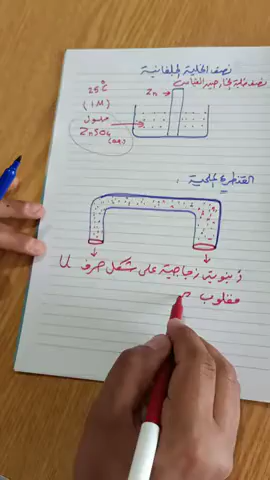 نصف الخلية الجلفانية
نصف خلية الخارصين القياسي
25°C
Zn
(1M)
محلول
ZnSO4
(aq)
القنطرة الملحية :
أنبوبة زجاجية على شكل حرف U
مقلوب